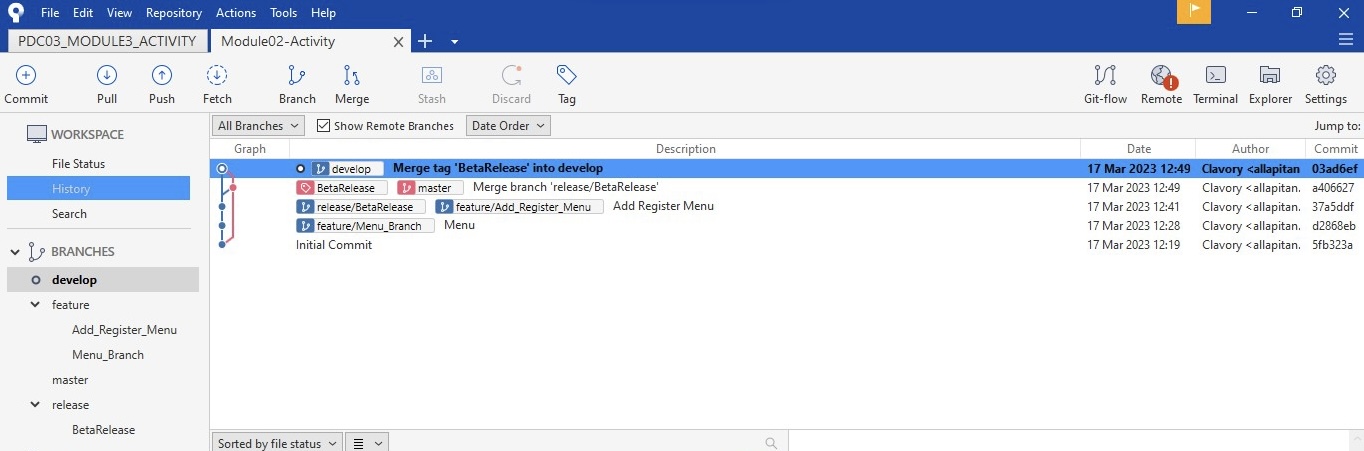 File Edit View Repository Actions Tools Help
PDC03_MODULE3_ACTIVITY Module02-Activity
Commit Pull Push Fetch Branch Merge Stash Discard Tag Git-flow Remote Terminal Explorer Settings
WORKSPACE
File Status
History
Search
BRANCHES
develop
feature
Add_Register_Menu
Menu_Branch
master
release
BetaRelease
All Branches Show Remote Branches Date Order Jump to:
Graph Description Date Author Commit
develop Merge tag 'BetaRelease' into develop 17 Mar 2023 12:49 Clavory <allapitan 03ad6ef
BetaRelease master Merge branch 'release/BetaRelease' 17 Mar 2023 12:49 Clavory <allapitan. a406627
release/BetaRelease feature/Add_Register_Menu Add Register Menu 17 Mar 2023 12:41 Clavory <allapitan. 37a5ddf
feature/Menu_Branch Menu 17 Mar 2023 12:28 Clavory <allapitan. d2868eb
Initial Commit 17 Mar 2023 12:19 Clavory <allapitan. 5fb323a
Sorted by file status